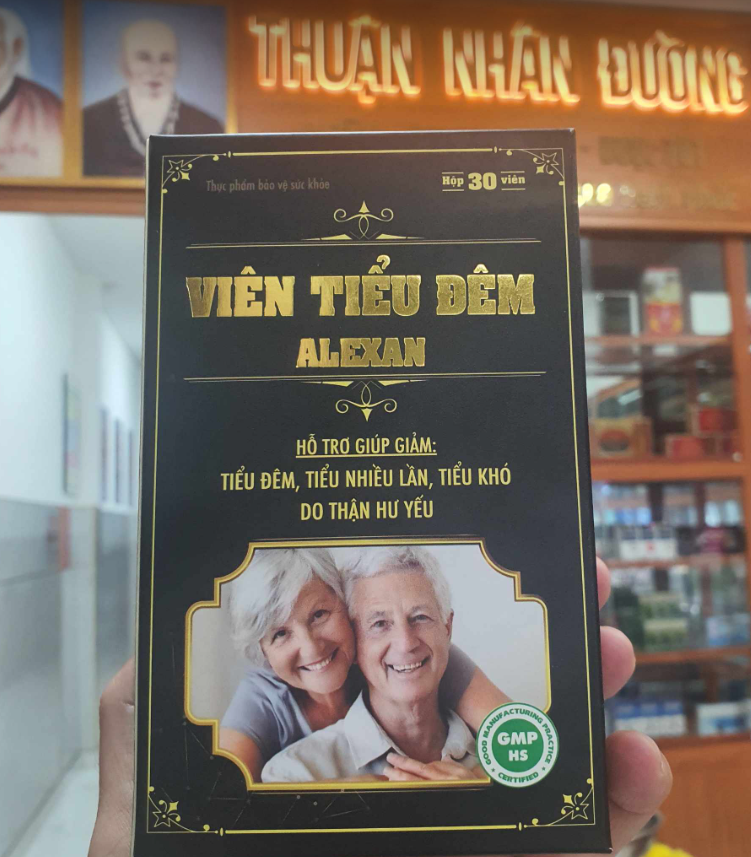 THUẬN NHÂN ĐƯỜNG
Thực phẩm bảo vệ sức khỏe
Hộp 30 viên
VIÊN TIỂU ĐÊM
ALEXAN
HỖ TRỢ GIÚP GIẢM:
TIỂU ĐÊM, TIỂU NHIỀU LẦN, TIỂU KHÓ
DO THẬN HƯ YẾU
GOOD MANUFACTURING PRACTICE
GMP
HS
CERTIFIED